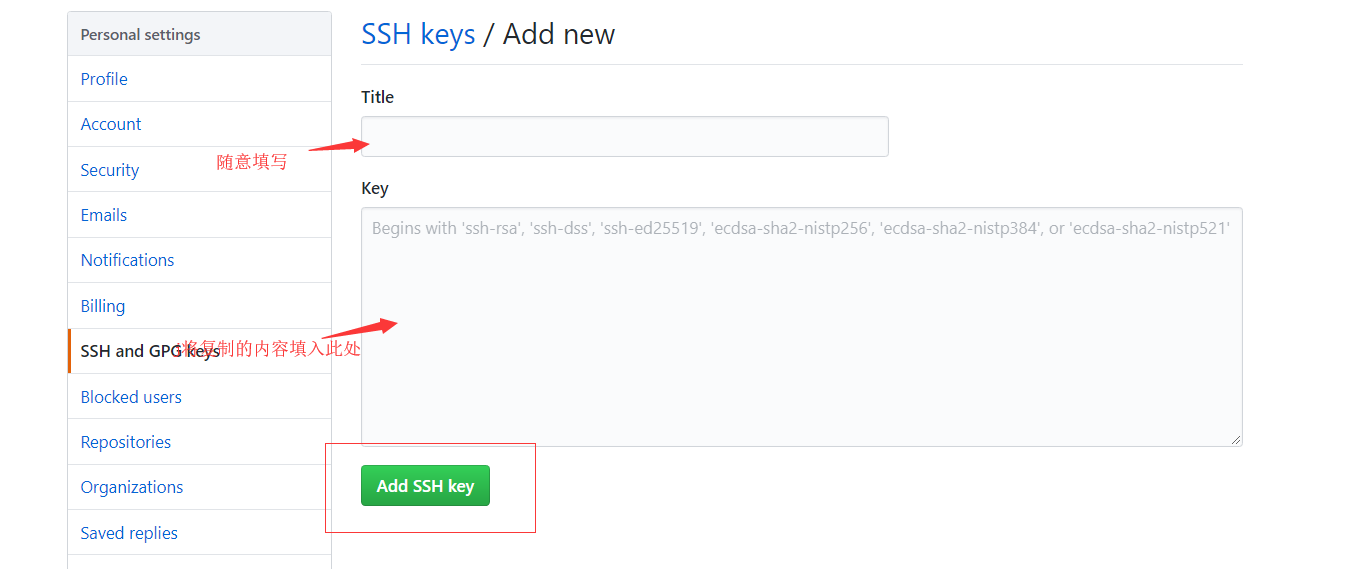 Personal settings
Profile
Account
Security
Emails
Notifications
Billing
SSH and GPG keys
Blocked users
Repositories
Organizations
Saved replies
SSH keys / Add new
Title
随意填写
Key
Begins with 'ssh-rsa', 'ssh-dss', 'ssh-ed25519', 'ecdsa-sha2-nistp256', 'ecdsa-sha2-nistp384', or 'ecdsa-sha2-nistp521'
将复制的内容填入此处
Add SSH key